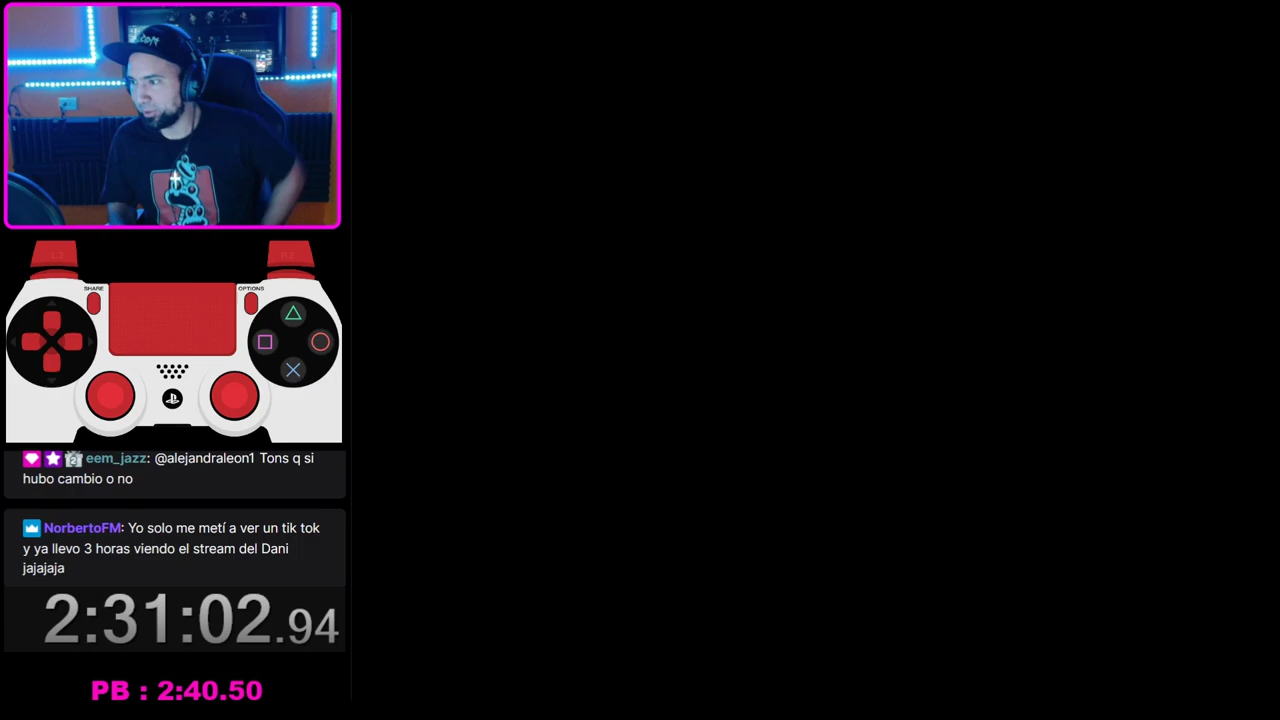 SHARE
OPTIONS
eem_jazz: @alejandraleon1 Tons q si
hubo cambio o no
NorbertoFM: Yo solo me metí a ver un tik tok
y ya llevo 3 horas viendo el stream del Dani
jajajaja
2:31:02.94
PB : 2:40.50